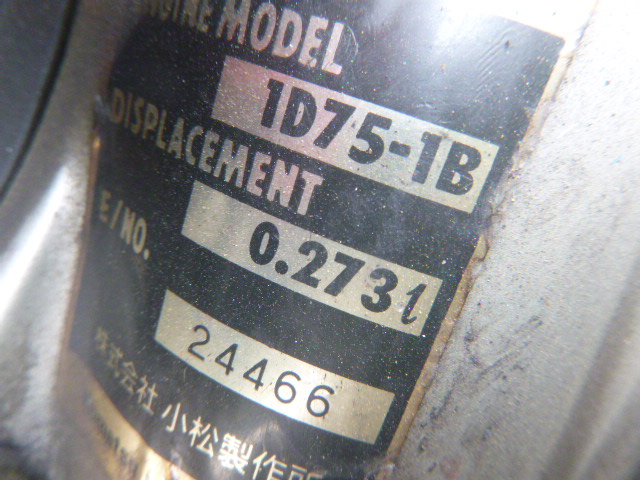 ENGINE MODEL
1D75-1B
DISPLACEMENT
0.273ℓ
E/NO.
24466
株式会社 小松製作所